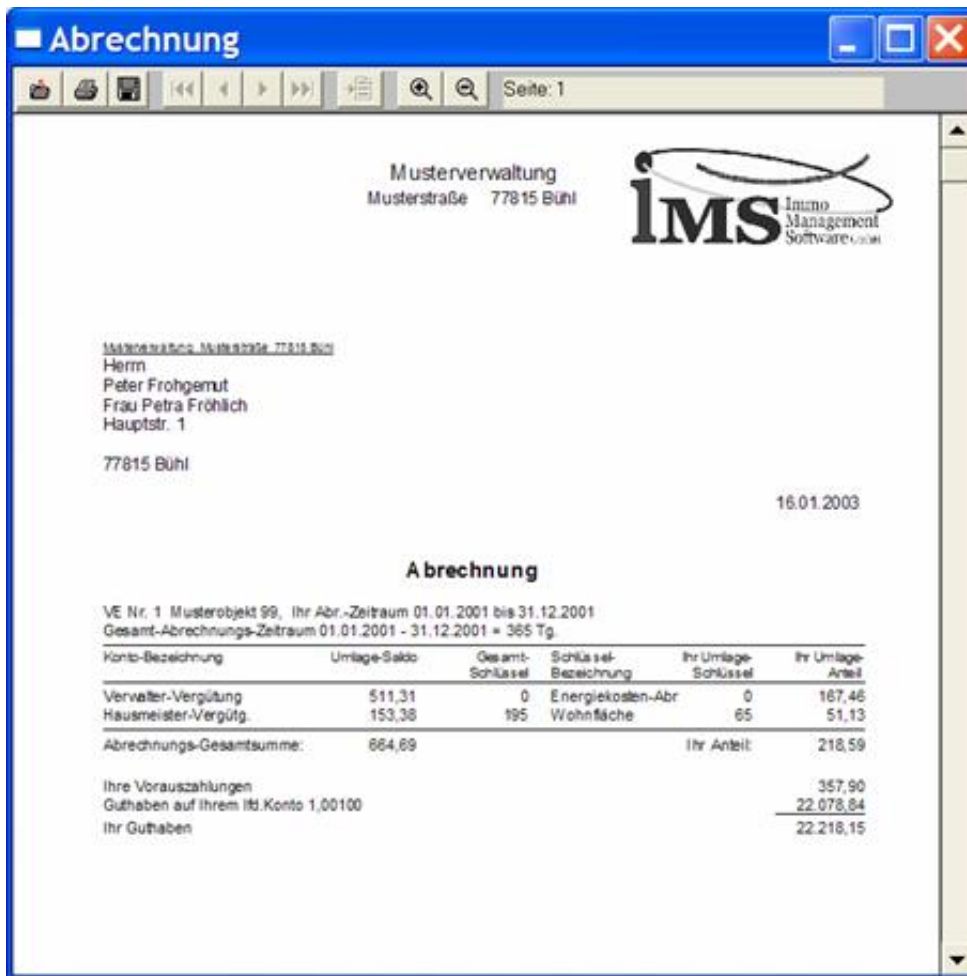 Abrechnung
Seite: 1
Musterverwaltung
Musterstraße 77815 Bühl
iMS Immo
Management
Software GmbH
Musterverwaltung Musterstraße 77815 Bühl
Herrn
Peter Frohgemut
Frau Petra Fröhlich
Hauptstr. 1
77815 Bühl
16.01.2003
Abrechnung
VE Nr. 1 Musterobjekt 99, Ihr Abr.-Zeitraum 01.01.2001 bis 31.12.2001
Gesamt-Abrechnungs-Zeitraum 01.01.2001 - 31.12.2001 = 365 Tg.
Konto-Bezeichnung Umlage-Saldo Gesamt- Schlüssel- Ihr Umlage- Ihr Umlage-
Schlüssel Bezeichnung Schlüssel Anteil
Verwalter-Vergütung 511,31 0 Energiekosten-Abr 0 167,46
Hausmeister-Vergütg. 153,38 195 Wohnfläche 65 51,13
Abrechnungs-Gesamtsumme: 664,69 Ihr Anteil: 218,59
Ihre Vorauszahlungen 357,90
Guthaben auf Ihrem lfd.Konto 1,00100 22.078,84
Ihr Guthaben 22.218,15